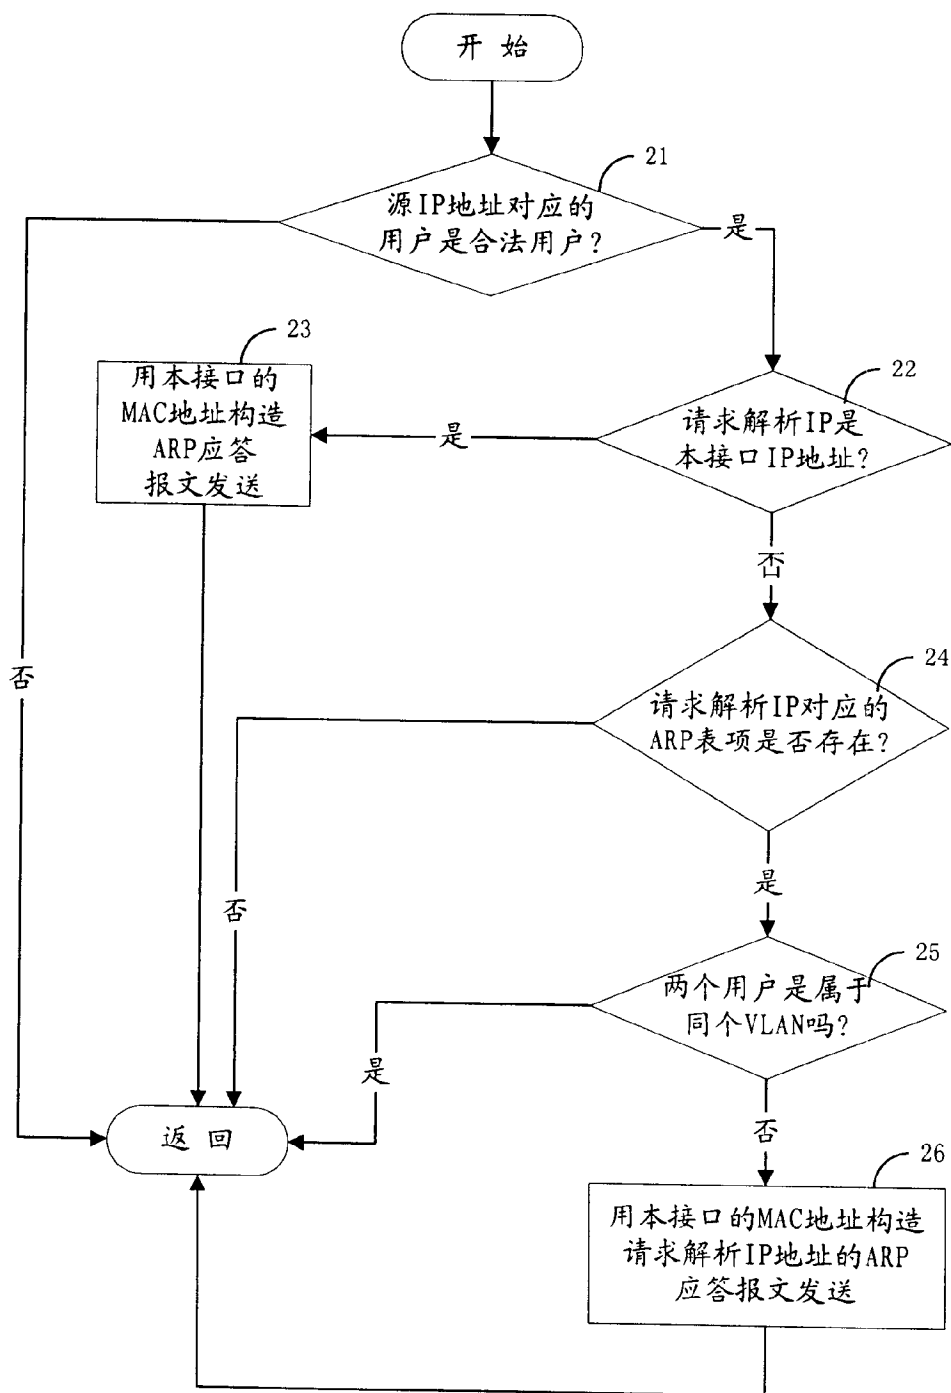 开 始
21
源IP地址对应的
用户是合法用户?
是
23
用本接口的
MAC地址构造
ARP应答
报文发送
22
请求解析IP是
本接口IP地址?
是
否
否
24
请求解析IP对应的
ARP表项是否存在?
否
是
25
两个用户是属于
同个VLAN吗?
是
返 回
否
26
用本接口的MAC地址构造
请求解析IP地址的ARP
应答报文发送